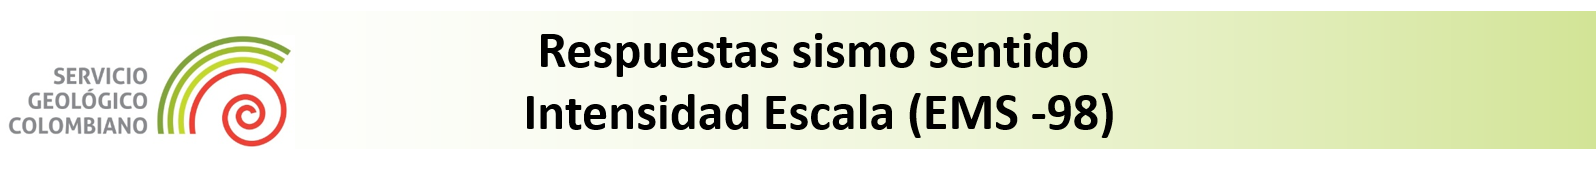 SERVICIO
GEOLÓGICO
COLOMBIANO
Respuestas sismo sentido
Intensidad Escala (EMS -98)